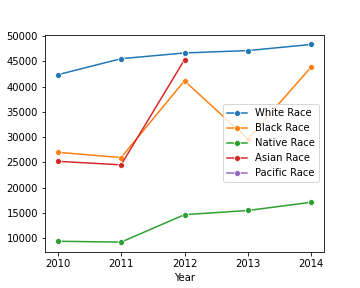 50000
45000
40000
35000
30000
25000
20000
15000
10000
White Race
Black Race
Native Race
Asian Race
Pacific Race
2010 2011 2012 2013 2014
Year